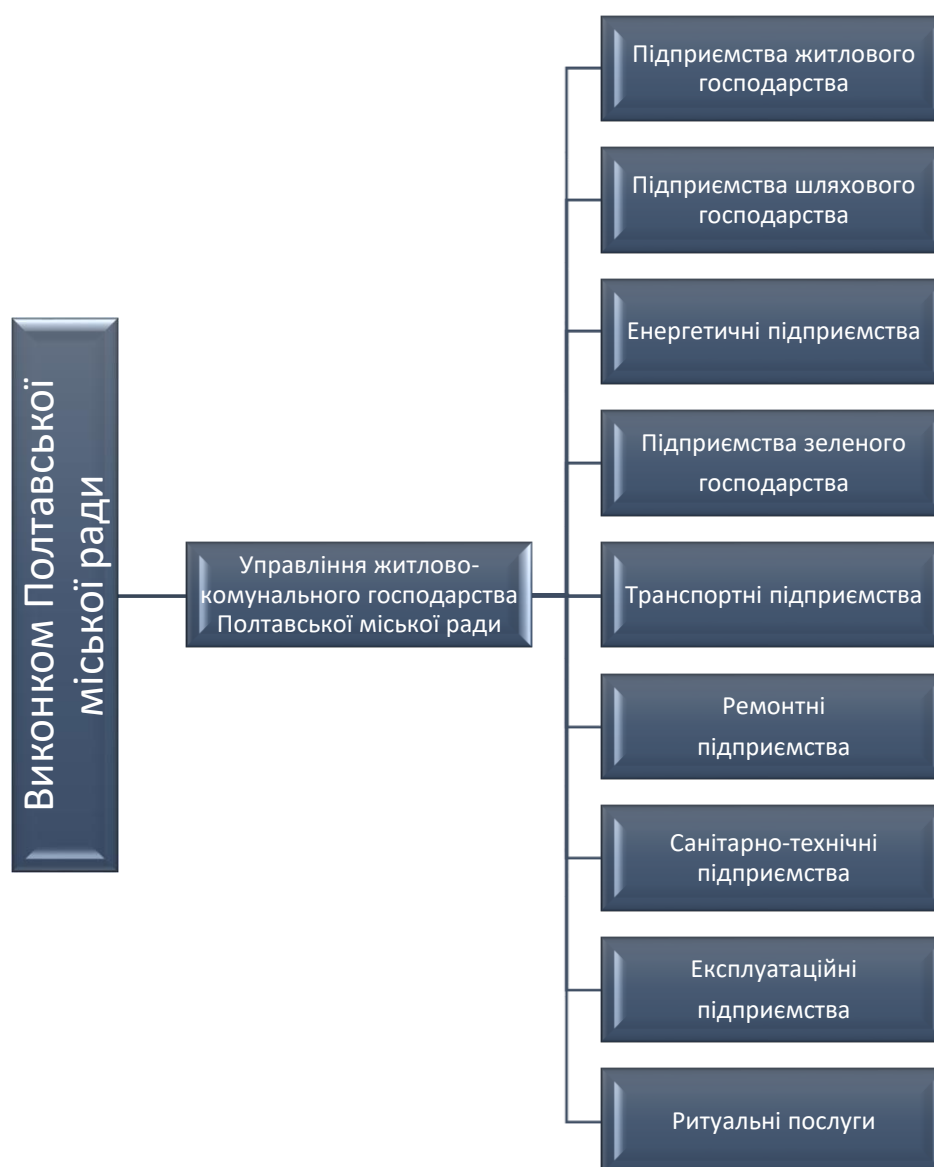 Виконком Полтавської
міської ради
Управління житлово-
комунального господарства
Полтавської міської ради
Підприємства житлового
господарства
Підприємства шляхового
господарства
Енергетичні підприємства
Підприємства зеленого
господарства
Транспортні підприємства
Ремонтні
підприємства
Санітарно-технічні
підприємства
Експлуатаційні
підприємства
Ритуальні послуги